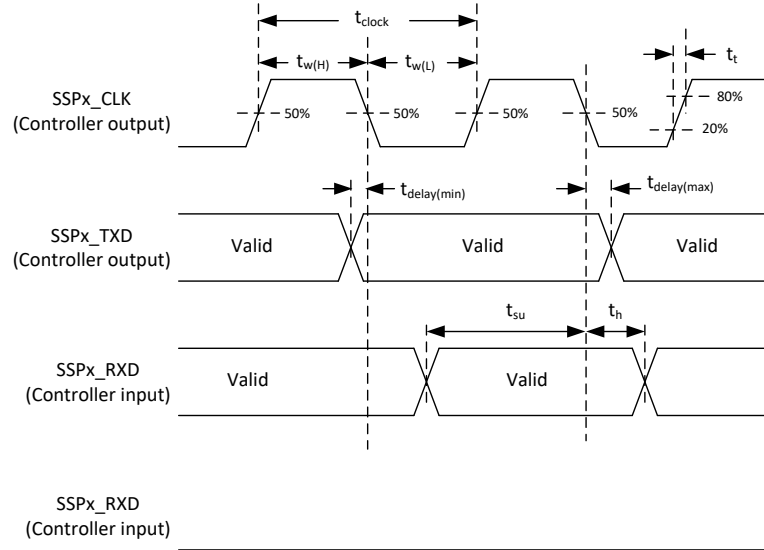 t_clock
t_w(H) t_w(L) t_t
SSPx_CLK
(Controller output)
50% 50% 50% 50% 80%
20%
t_delay(min) t_delay(max)
SSPx_TXD
(Controller output)
Valid Valid Valid
t_su t_h
SSPx_RXD
(Controller input)
Valid Valid
SSPx_RXD
(Controller input)